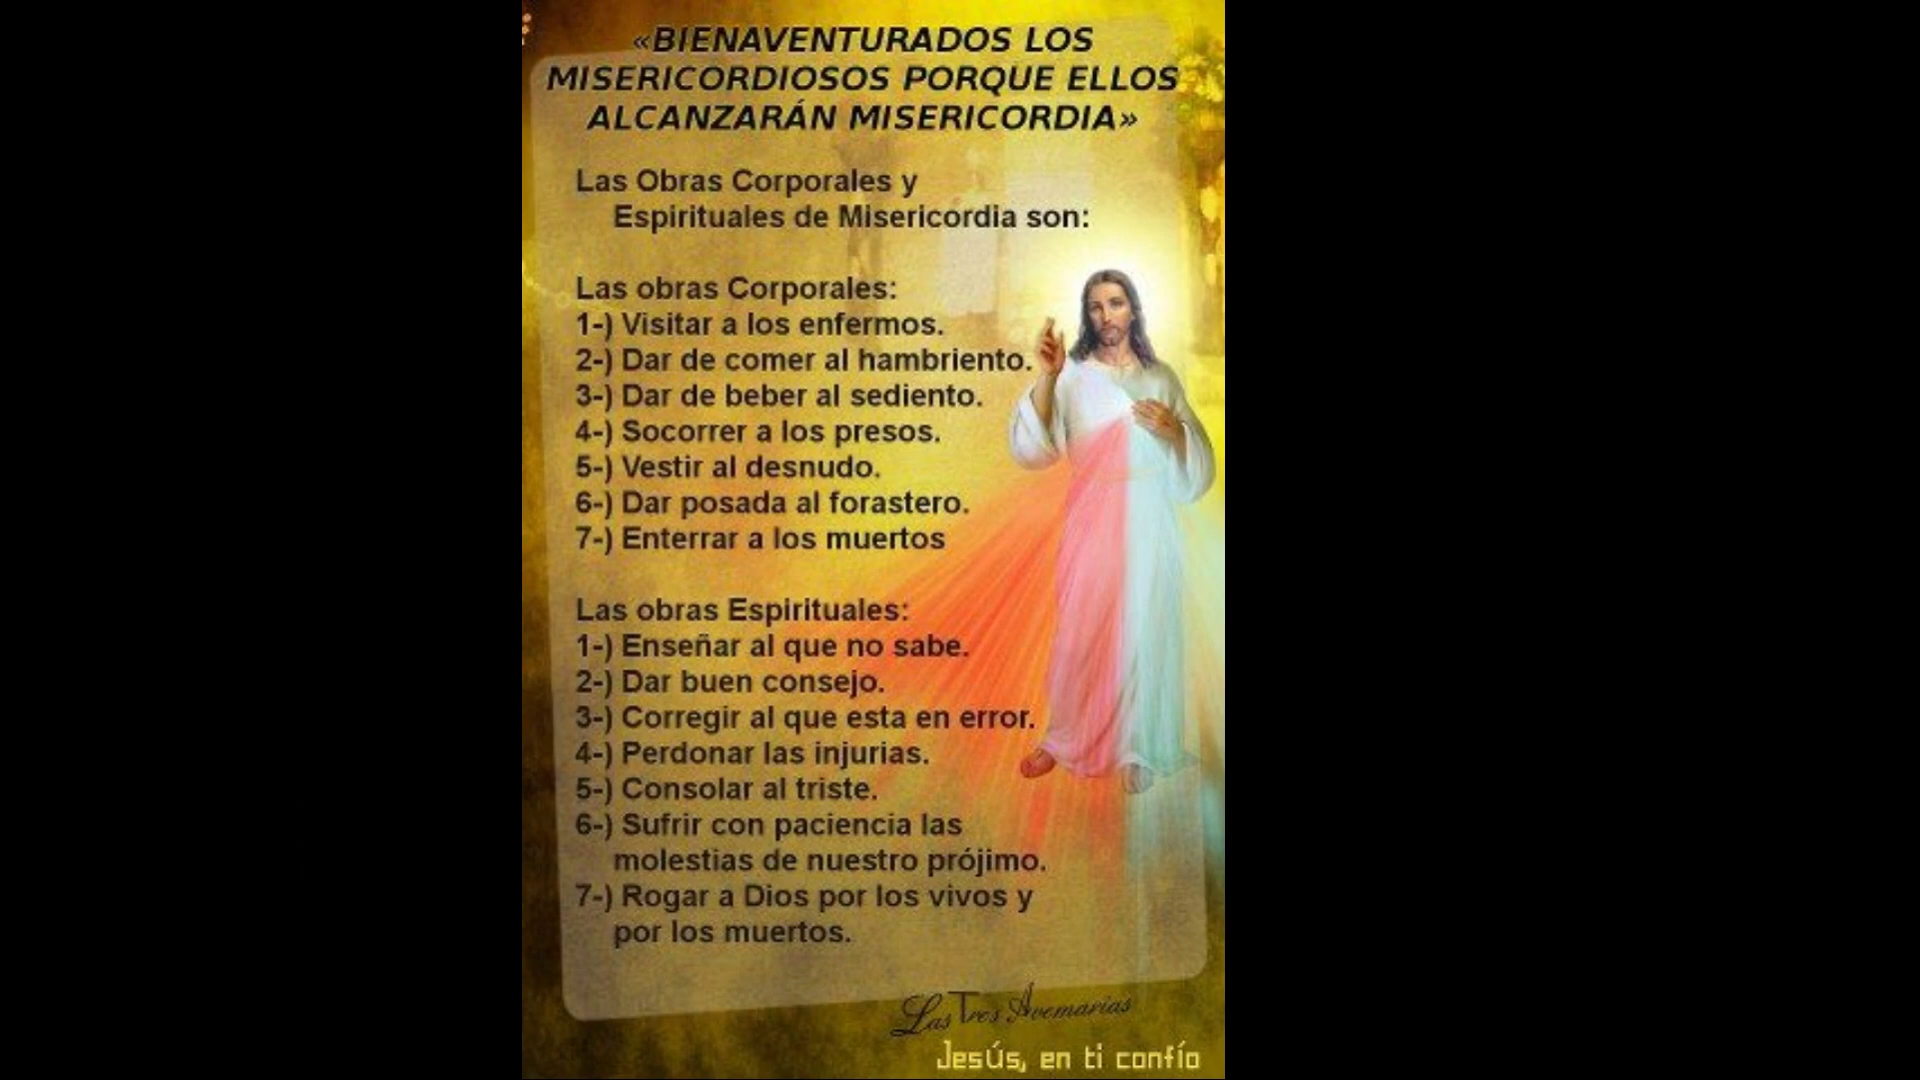 «BIENAVENTURADOS LOS
MISERICORDIOSOS PORQUE ELLOS
ALCANZARÁN MISERICORDIA»
Las Obras Corporales y
Espirituales de Misericordia son:
Las obras Corporales:
1-) Visitar a los enfermos.
2-) Dar de comer al hambriento.
3-) Dar de beber al sediento.
4-) Socorrer a los presos.
5-) Vestir al desnudo.
6-) Dar posada al forastero.
7-) Enterrar a los muertos
Las obras Espirituales:
1-) Enseñar al que no sabe.
2-) Dar buen consejo.
3-) Corregir al que esta en error.
4-) Perdonar las injurias.
5-) Consolar al triste.
6-) Sufrir con paciencia las
molestias de nuestro prójimo.
7-) Rogar a Dios por los vivos y
por los muertos.
Las Tres Avemarías
Jesús, en ti confío